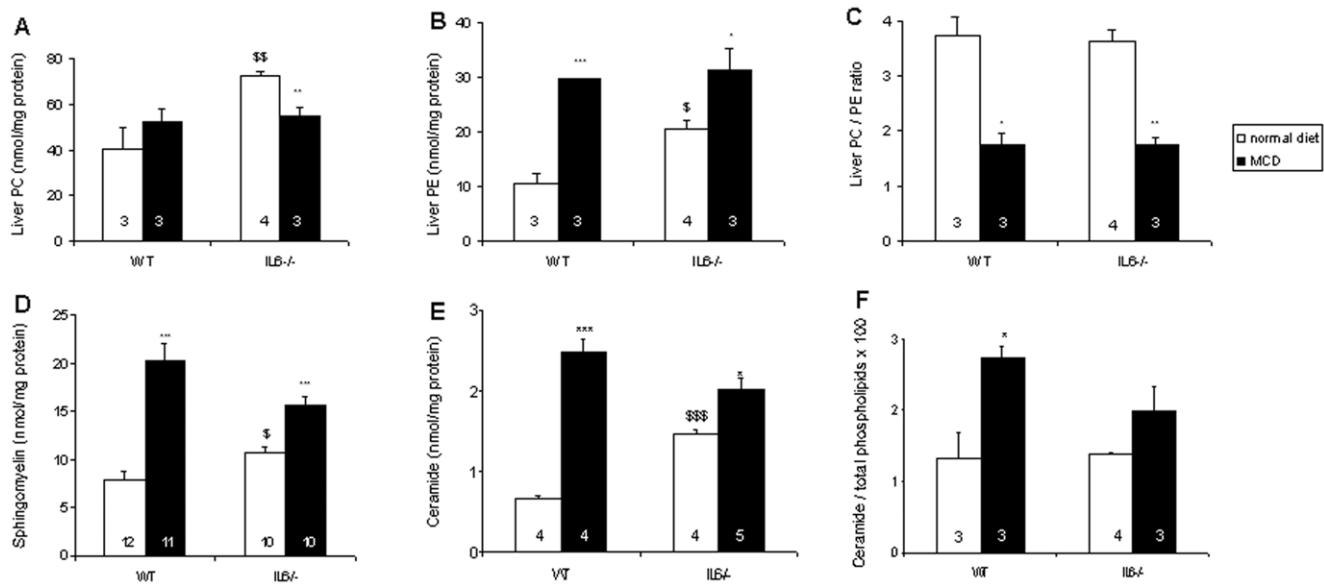 A
Liver PC (nmol/mg protein)
80
60
40
20
0
$$
**
3
3
4
3
WT
IL6-/-
B
Liver PE (nmol/mg protein)
40
30
20
10
0
***
$
*
3
3
4
3
WT
IL6-/-
C
Liver PC / PE ratio
4
3
2
1
0
*
**
3
3
4
3
WT
IL6-/-
normal diet
MCD
D
Sphingomyelin (nmol/mg protein)
25
20
15
10
5
0
***
$
***
12
11
10
10
WT
IL6/-
E
Ceramide (nmol/mg protein)
3
2
1
0
***
$$$
*
4
4
4
5
WT
IL6/-
F
Ceramide / total phospholipids x 100
3
2
1
0
*
3
3
4
3
WT
IL6/-